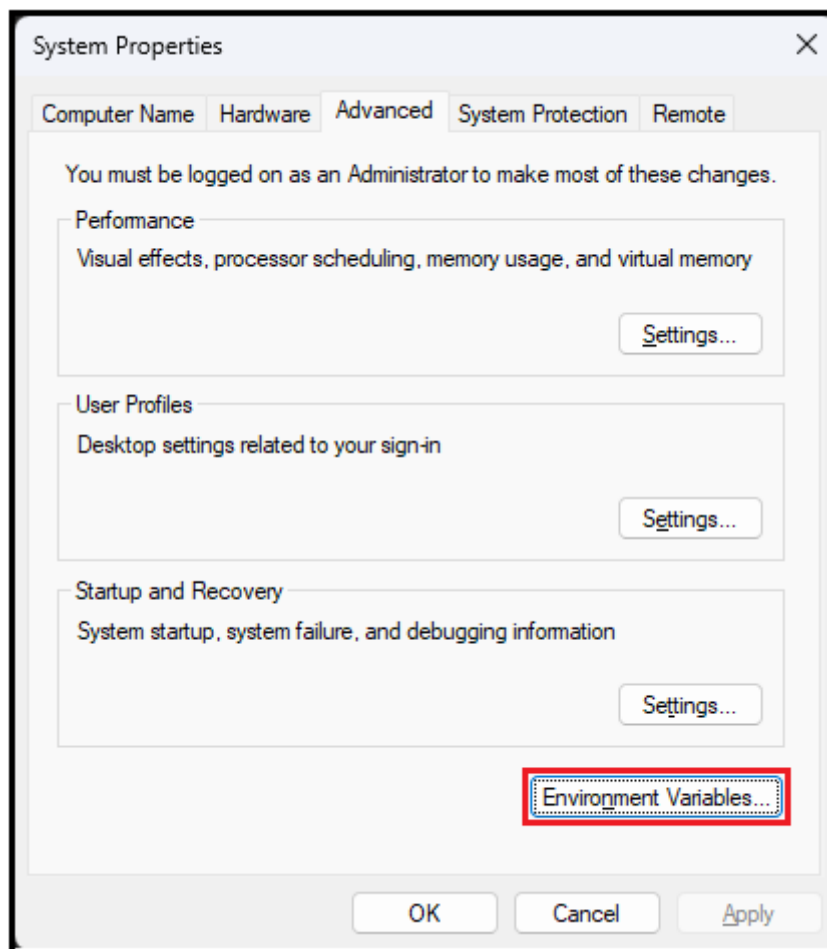 System Properties
Computer Name Hardware Advanced System Protection Remote
You must be logged on as an Administrator to make most of these changes.
Performance
Visual effects, processor scheduling, memory usage, and virtual memory
Settings...
User Profiles
Desktop settings related to your sign-in
Settings...
Startup and Recovery
System startup, system failure, and debugging information
Settings...
Environment Variables...
OK Cancel Apply